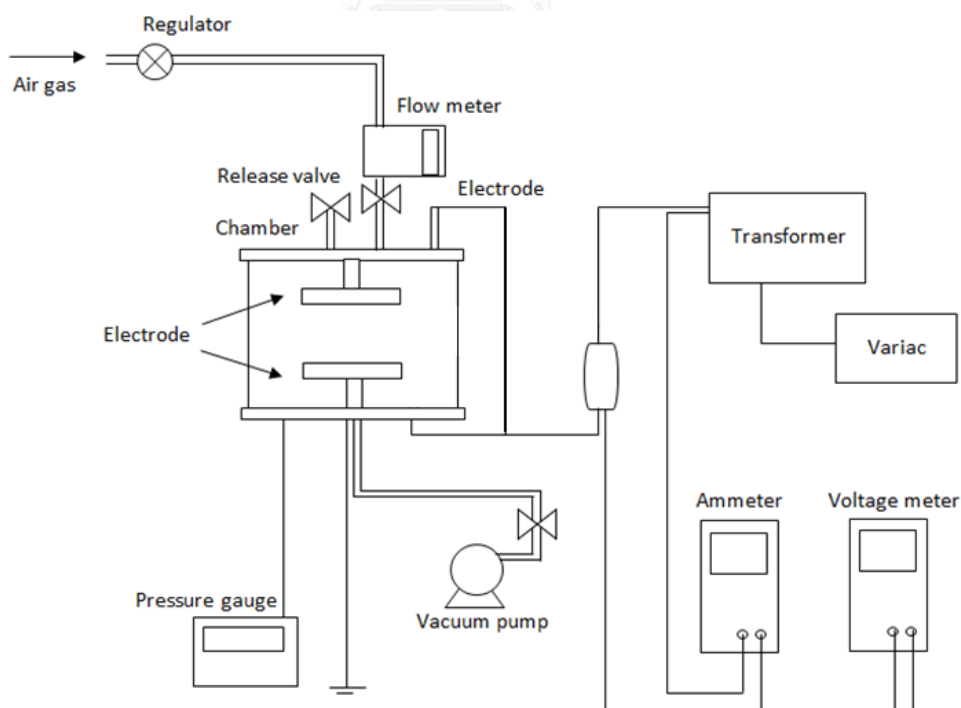 Regulator
Air gas
Flow meter
Release valve
Electrode
Chamber
Transformer
Electrode
Variac
Ammeter
Voltage meter
Pressure gauge
Vacuum pump